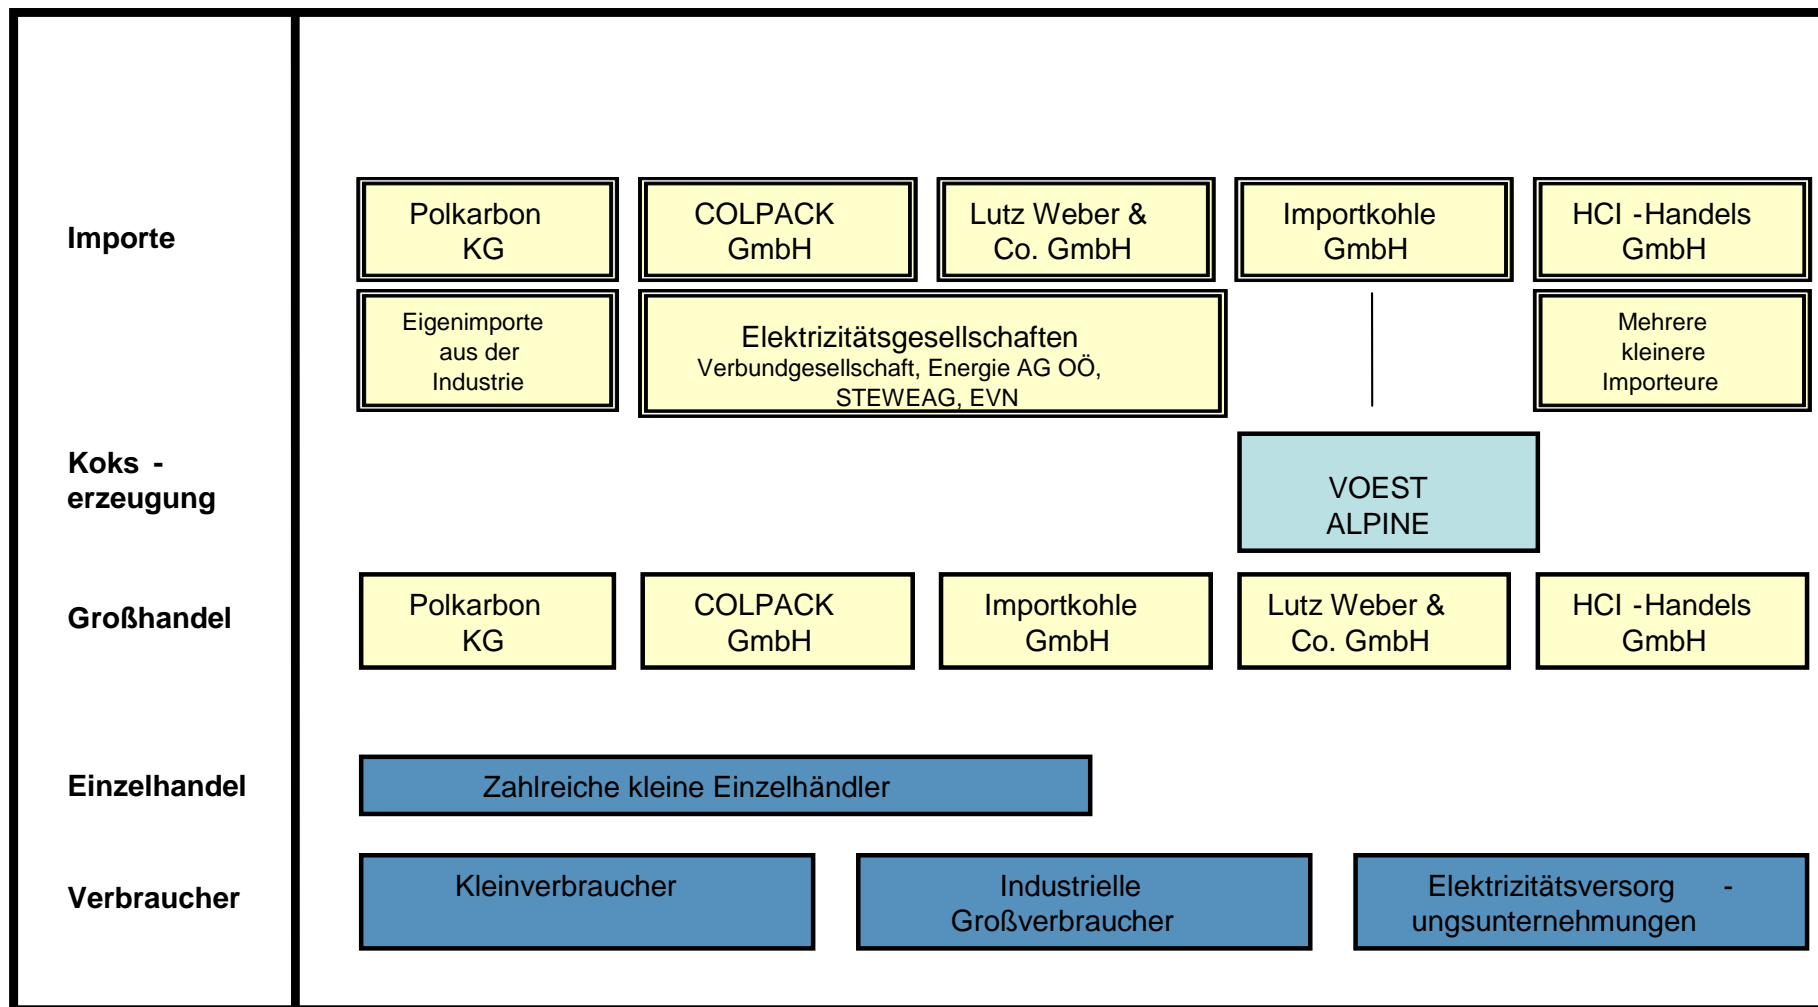 Importe
Polkarbon
KG
COLPACK
GmbH
Lutz Weber &
Co. GmbH
Importkohle
GmbH
HCI -Handels
GmbH
Eigenimporte
aus der
Industrie
Elektrizitätsgesellschaften
Verbundgesellschaft, Energie AG OÖ,
STEWEAG, EVN
Mehrere
kleinere
Importeure
Koks -
erzeugung
VOEST
ALPINE
Großhandel
Polkarbon
KG
COLPACK
GmbH
Importkohle
GmbH
Lutz Weber &
Co. GmbH
HCI -Handels
GmbH
Einzelhandel
Zahlreiche kleine Einzelhändler
Verbraucher
Kleinverbraucher
Industrielle
Großverbraucher
Elektrizitätsversorg -
ungsunternehmungen